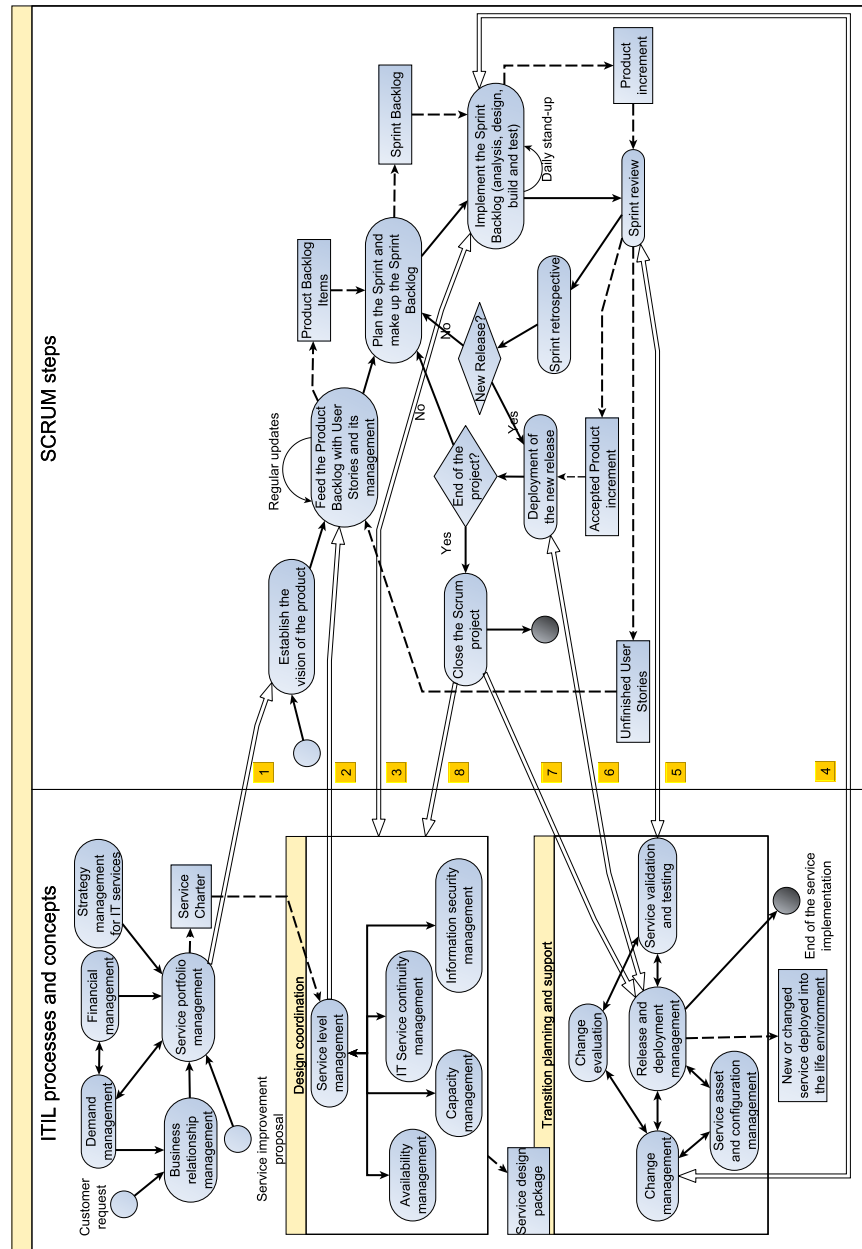 ITIL processes and concepts
SCRUM steps
Customer
request
Demand
management
Financial
management
Strategy
management
for IT services
Business
relationship
management
Service portfolio
management
Service
Charter
Service improvement
proposal
1
Establish the
vision of the product
Regular updates
Feed the Product
Backlog with User
Stories and its
management
Product Backlog
Items
Plan the Sprint and
make up the Sprint
Backlog
Sprint Backlog
Design coordination
Service level
management
Availability
management
Capacity
management
IT Service continuity
management
Information security
management
Service design
package
2
3
8
Implement the Sprint
Backlog (analysis, design,
build and test)
Daily stand-up
Product
increment
Sprint review
Sprint retrospective
New Release?
No
Yes
End of the
project?
No
Yes
Deployment of
the new release
Accepted Product
increment
Close the Scrum
project
Unfinished User
Stories
7
6
5
4
Transition planning and support
Change
management
Change
evaluation
Release and
deployment
management
Service validation
and testing
Service asset
and configuration
management
New or changed
service deployed into
the life environment
End of the service
implementation